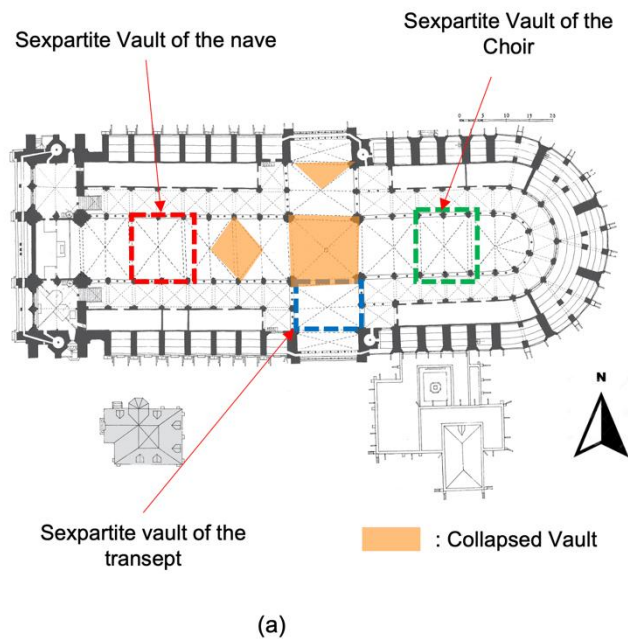 Sexpartite Vault of the nave
Sexpartite Vault of the
Choir
N
Sexpartite vault of the
transept
: Collapsed Vault
(a)